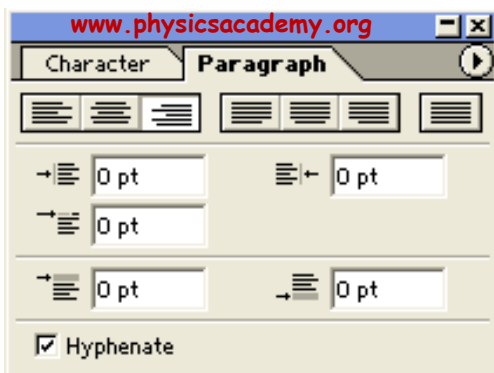 www.physicsacademy.org
Character Paragraph
0 pt 0 pt
0 pt
0 pt 0 pt
Hyphenate